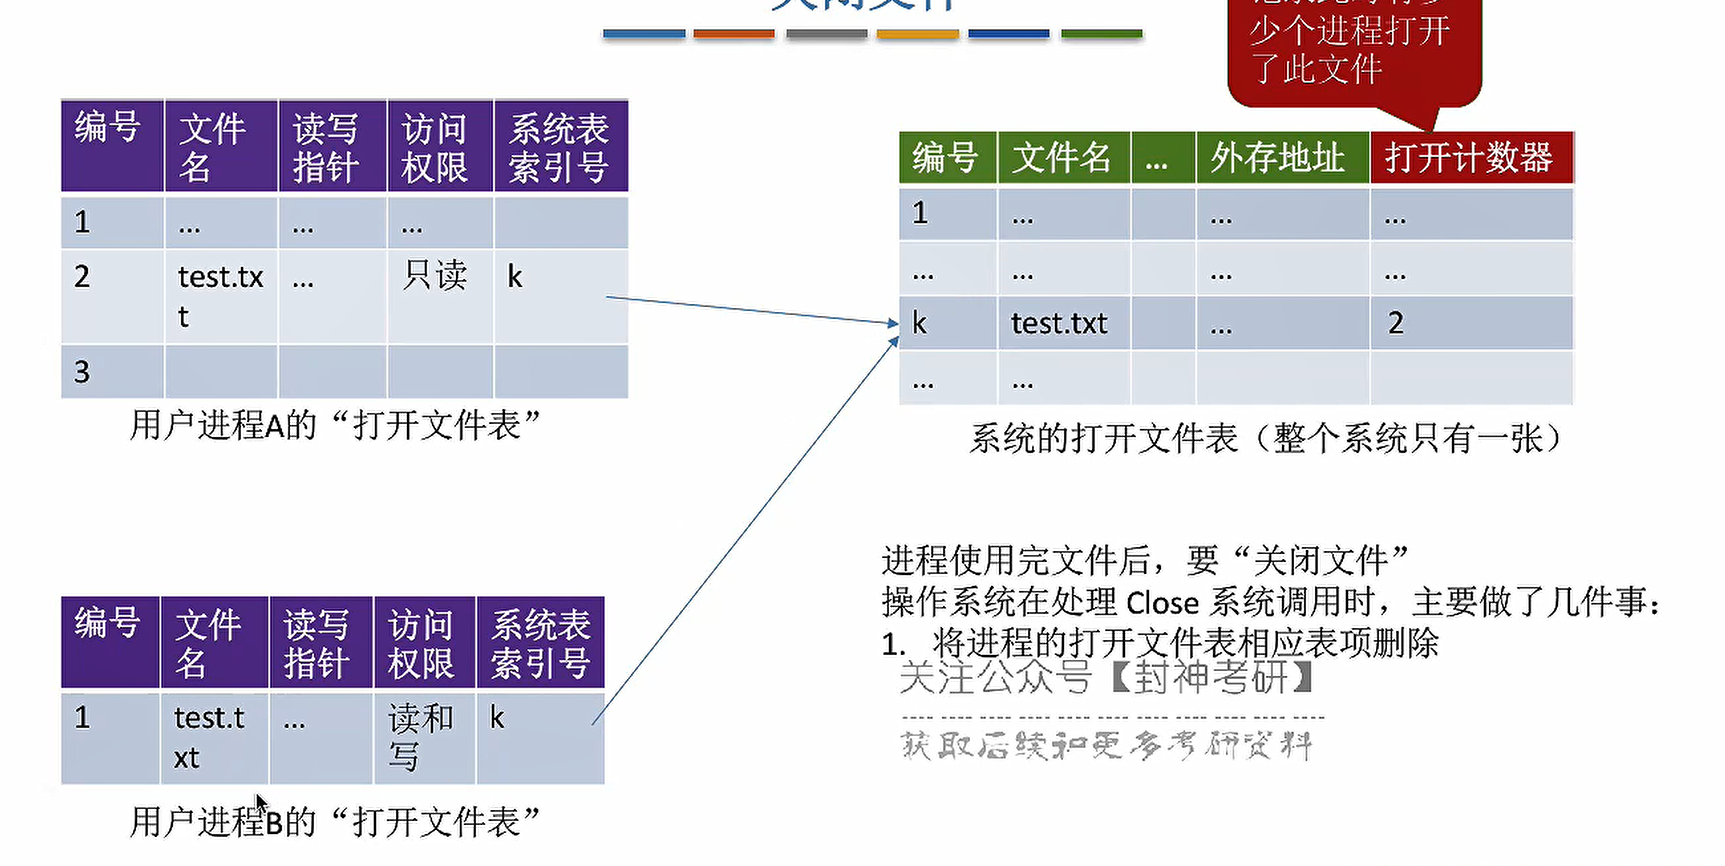 关闭文件
少个进程打开
了此文件
编号 文件名 读写指针 访问权限 系统表索引号
1 ... ... ...
2 test.txt ... 只读 k
3
用户进程A的“打开文件表”
编号 文件名 ... 外存地址 打开计数器
1 ... ... ...
... ... ... ...
k test.txt ... 2
... ...
系统的打开文件表（整个系统只有一张）
进程使用完文件后，要“关闭文件”
操作系统在处理 Close 系统调用时，主要做了几件事：
1. 将进程的打开文件表相应表项删除
关注公众号【封神考研】
获取后续和更多考研资料
编号 文件名 读写指针 访问权限 系统表索引号
1 test.txt ... 读和写 k
用户进程B的“打开文件表”